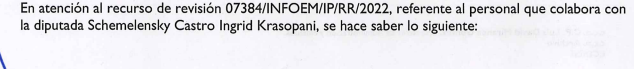 En atención al recurso de revisión 07384/INFOEM/IP/RR/2022, referente al personal que colabora con
la diputada Schemelensky Castro Ingrid Krasopani, se hace saber lo siguiente: